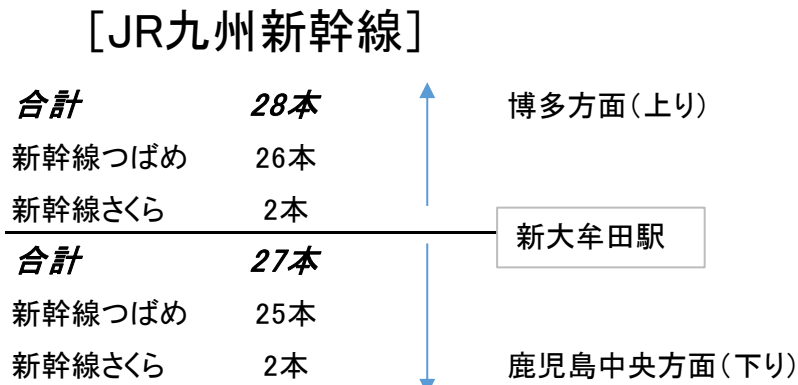 [JR九州新幹線]
合計 28本 博多方面(上り)
新幹線つばめ 26本
新幹線さくら 2本
新大牟田駅
合計 27本
新幹線つばめ 25本
新幹線さくら 2本 鹿児島中央方面(下り)